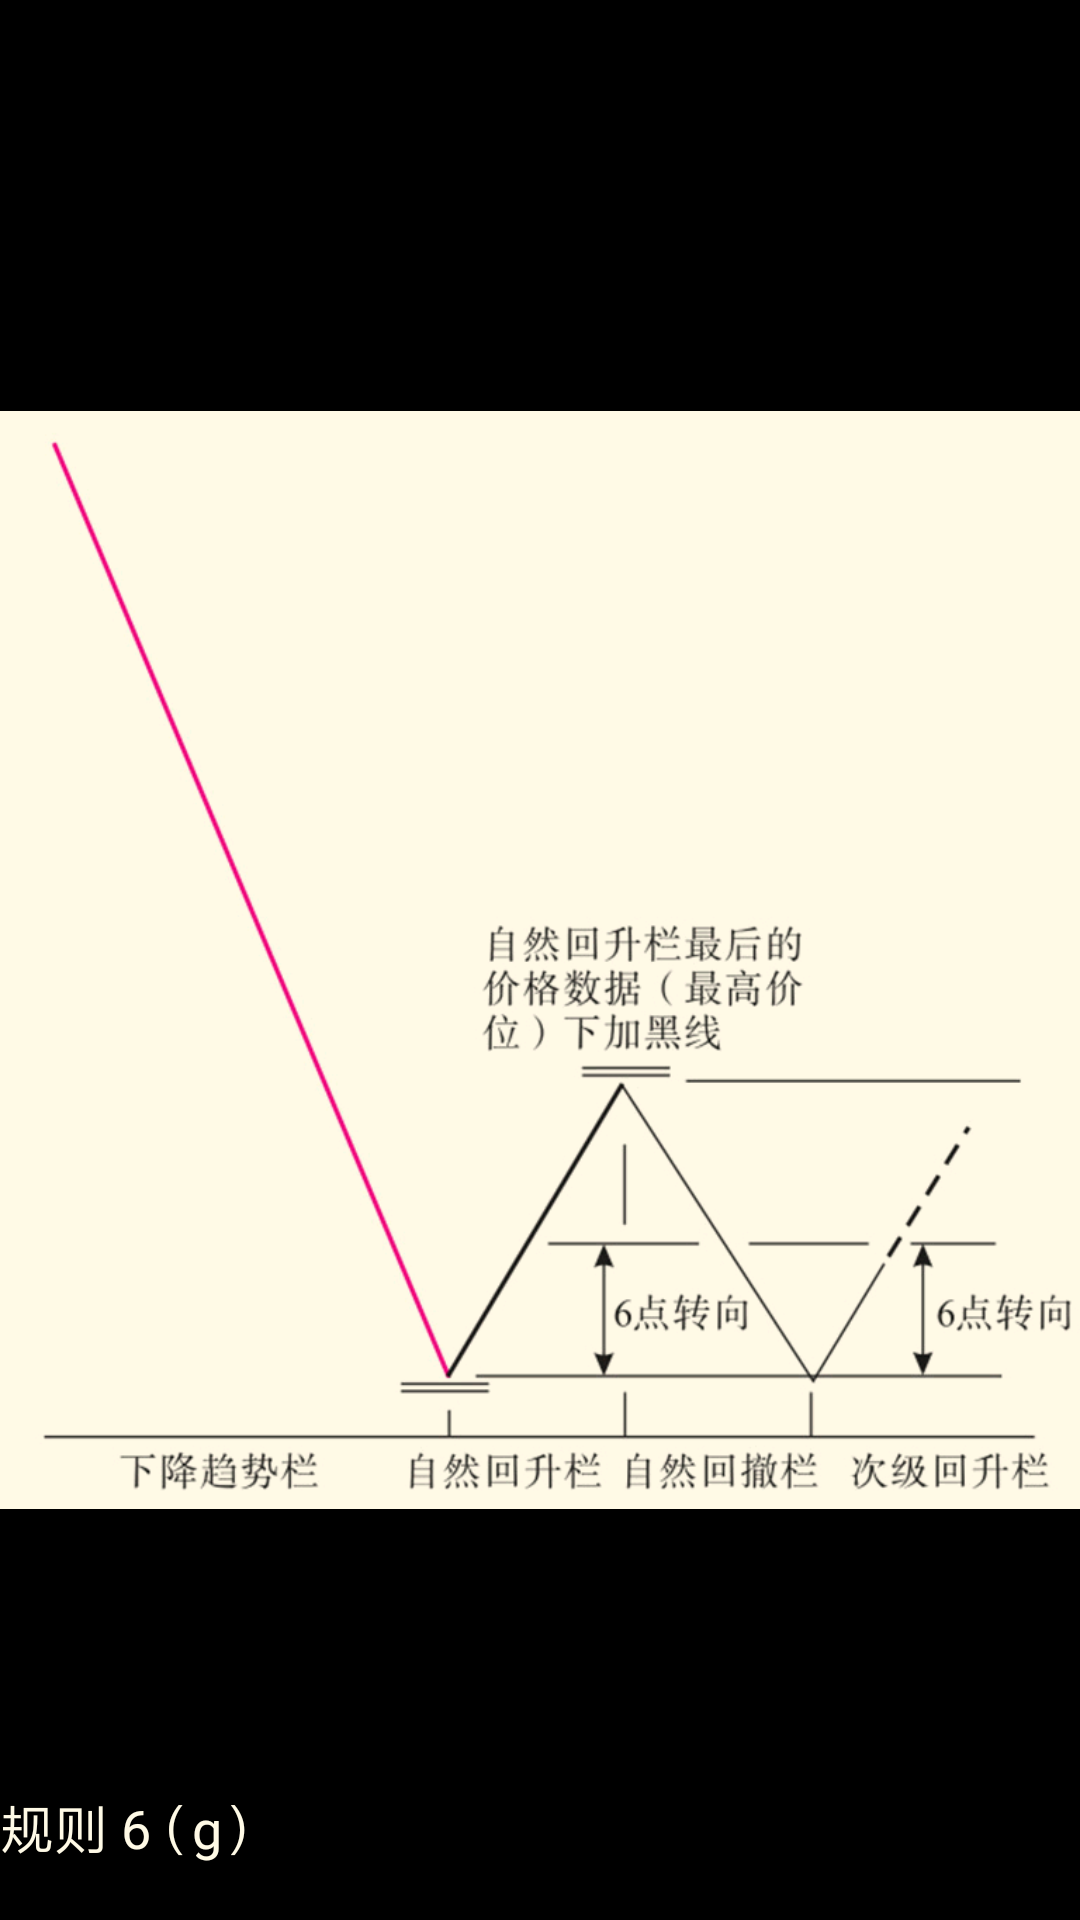 自然回升栏最后的
价格数据（最高价
位）下加黑线
6点转向
6点转向
下降趋势栏
自然回升栏
自然回撤栏
次级回升栏
规则 6（g）